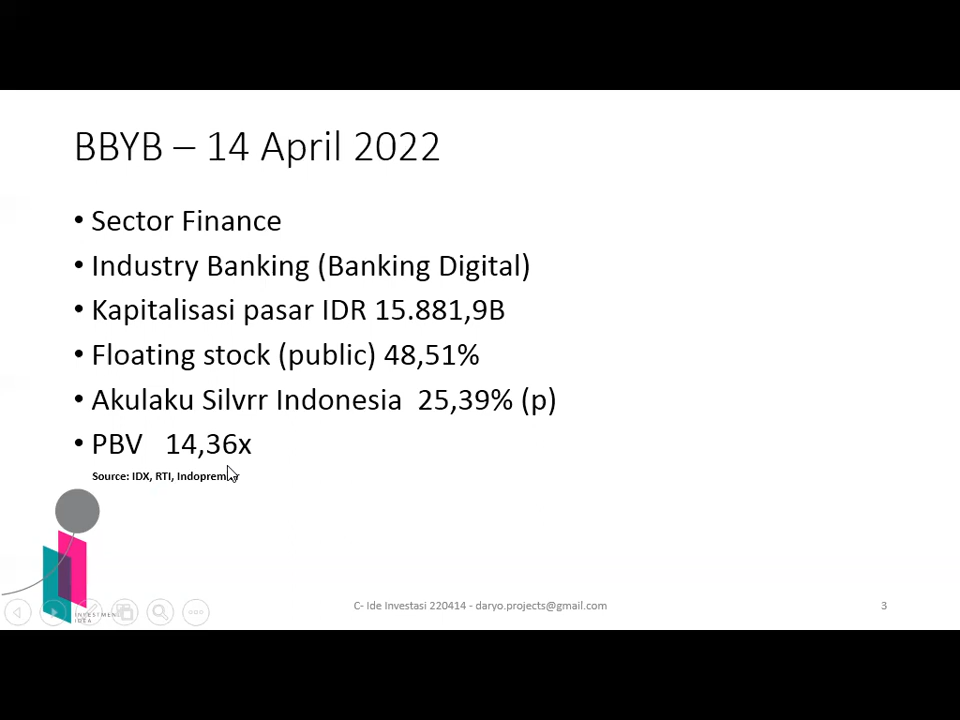 BBYB – 14 April 2022
• Sector Finance
• Industry Banking (Banking Digital)
• Kapitalisasi pasar IDR 15.881,9B
• Floating stock (public) 48,51%
• Akulaku Silvrr Indonesia 25,39% (p)
• PBV 14,36x
Source: IDX, RTI,
INVESTMENT
IDEA
C- Ide Investasi 220414 - daryo.projects@gmail.com
3